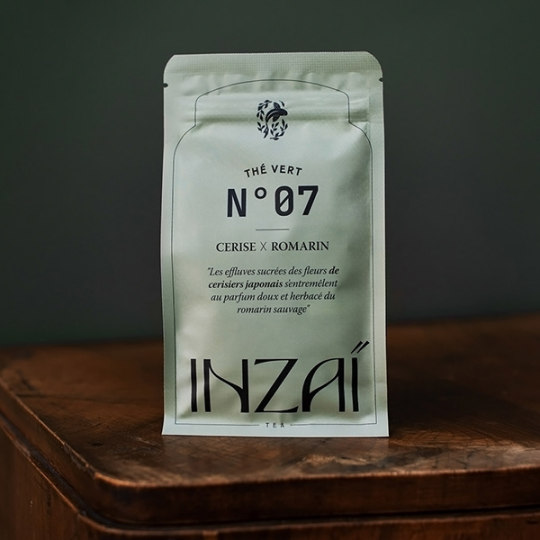 THÉ VERT
N° 07
CERISE X ROMARIN
"Les effluves sucrées des fleurs de
cerisiers japonais s'entremêlent
au parfum doux et herbacé du
romarin sauvage"
INZAÏ
TEA